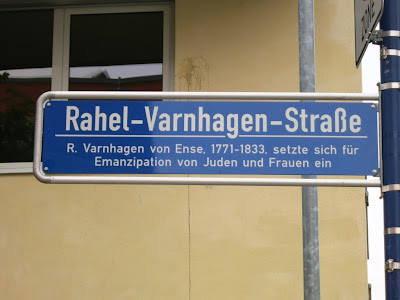 Rahel-Varnhagen-Straße
R. Varnhagen von Ense, 1771-1833, setzte sich für
Emanzipation von Juden und Frauen ein